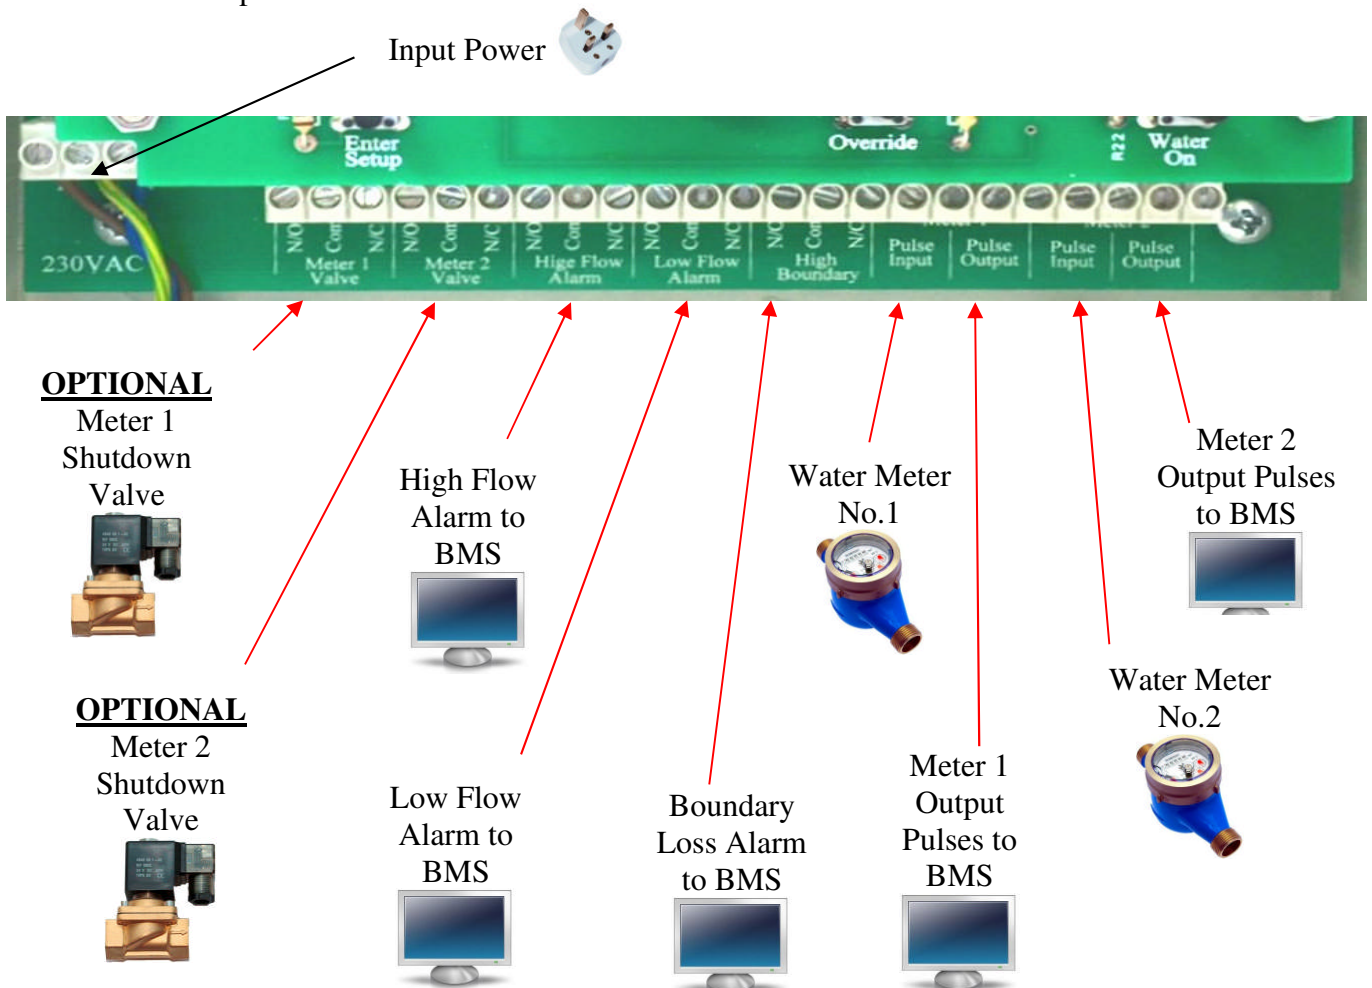 Input Power
Enter
Setup
Override
R22
Water
On
230VAC
N/O Com N/C
Meter 1
Valve
N/O Com N/C
Meter 2
Valve
N/O Com N/C
Hige Flow
Alarm
N/O Com N/C
Low Flow
Alarm
N/O Com N/C
High
Boundary
Pulse
Input
Pulse
Output
Pulse
Input
Pulse
Output
OPTIONAL
Meter 1
Shutdown
Valve
OPTIONAL
Meter 2
Shutdown
Valve
High Flow
Alarm to
BMS
Low Flow
Alarm to
BMS
Boundary
Loss Alarm
to BMS
Water Meter
No.1
Meter 1
Output
Pulses to
BMS
Water Meter
No.2
Meter 2
Output Pulses
to BMS